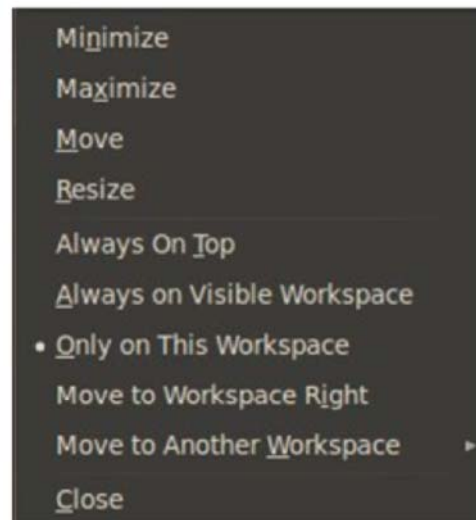 Minimize
Maximize
Move
Resize
Always On Top
Always on Visible Workspace
Only on This Workspace
Move to Workspace Right
Move to Another Workspace
Close